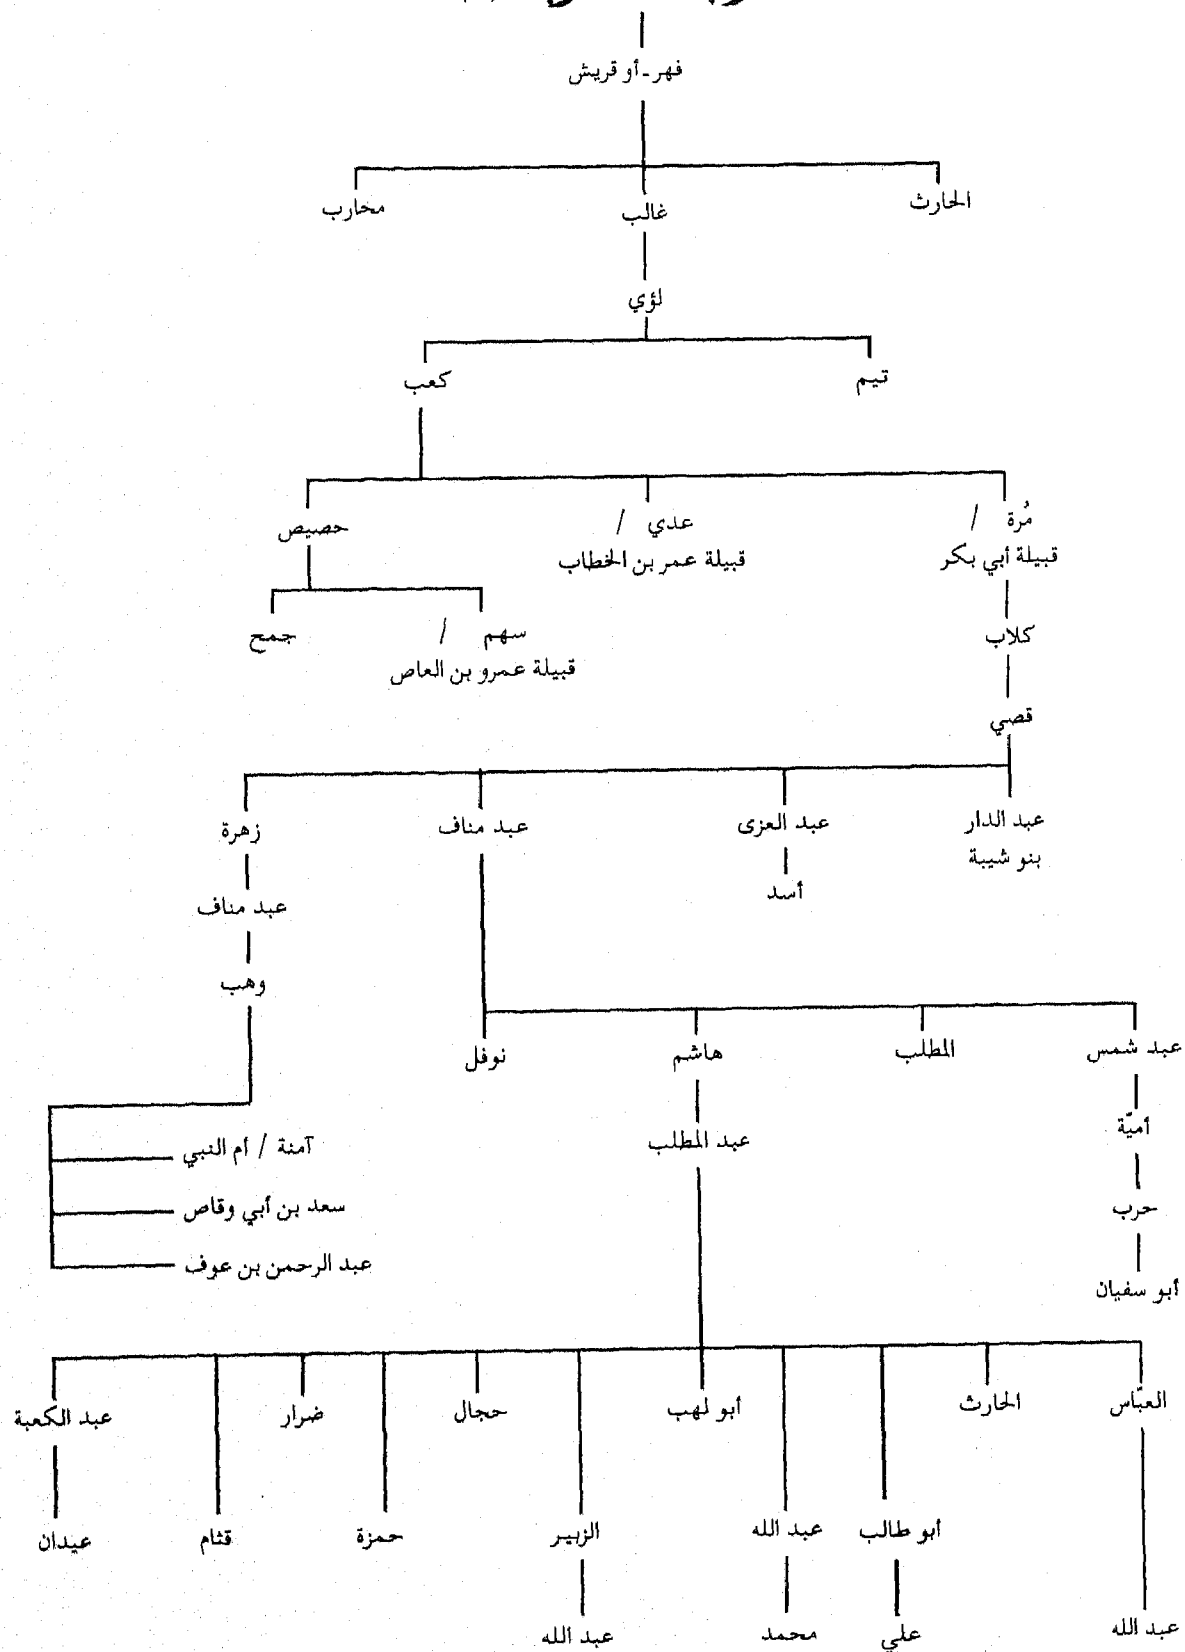 فهر - أو قريش
الحارث
غالب
محارب
لؤي
تيم
كعب
مُرة /
قبيلة أبي بكر
عدي /
قبيلة عمر بن الخطاب
حصيص
كلاب
سهم /
قبيلة عمرو بن العاص
جمح
قصي
عبد الدار
بنو شيبة
عبد العزى
عبد مناف
زهرة
أسد
عبد مناف
وهب
عبد شمس
المطلب
هاشم
نوفل
أميّة
عبد المطلب
آمنة / أم النبي
حرب
سعد بن أبي وقاص
عبد الرحمن بن عوف
أبو سفيان
العبّاس
الحارث
أبو لهب
حجال
ضرار
عبد الكعبة
أبو طالب
عبد الله
الزبير
حمزة
قثام
عيدان
عبد الله
علي
محمد
عبد الله